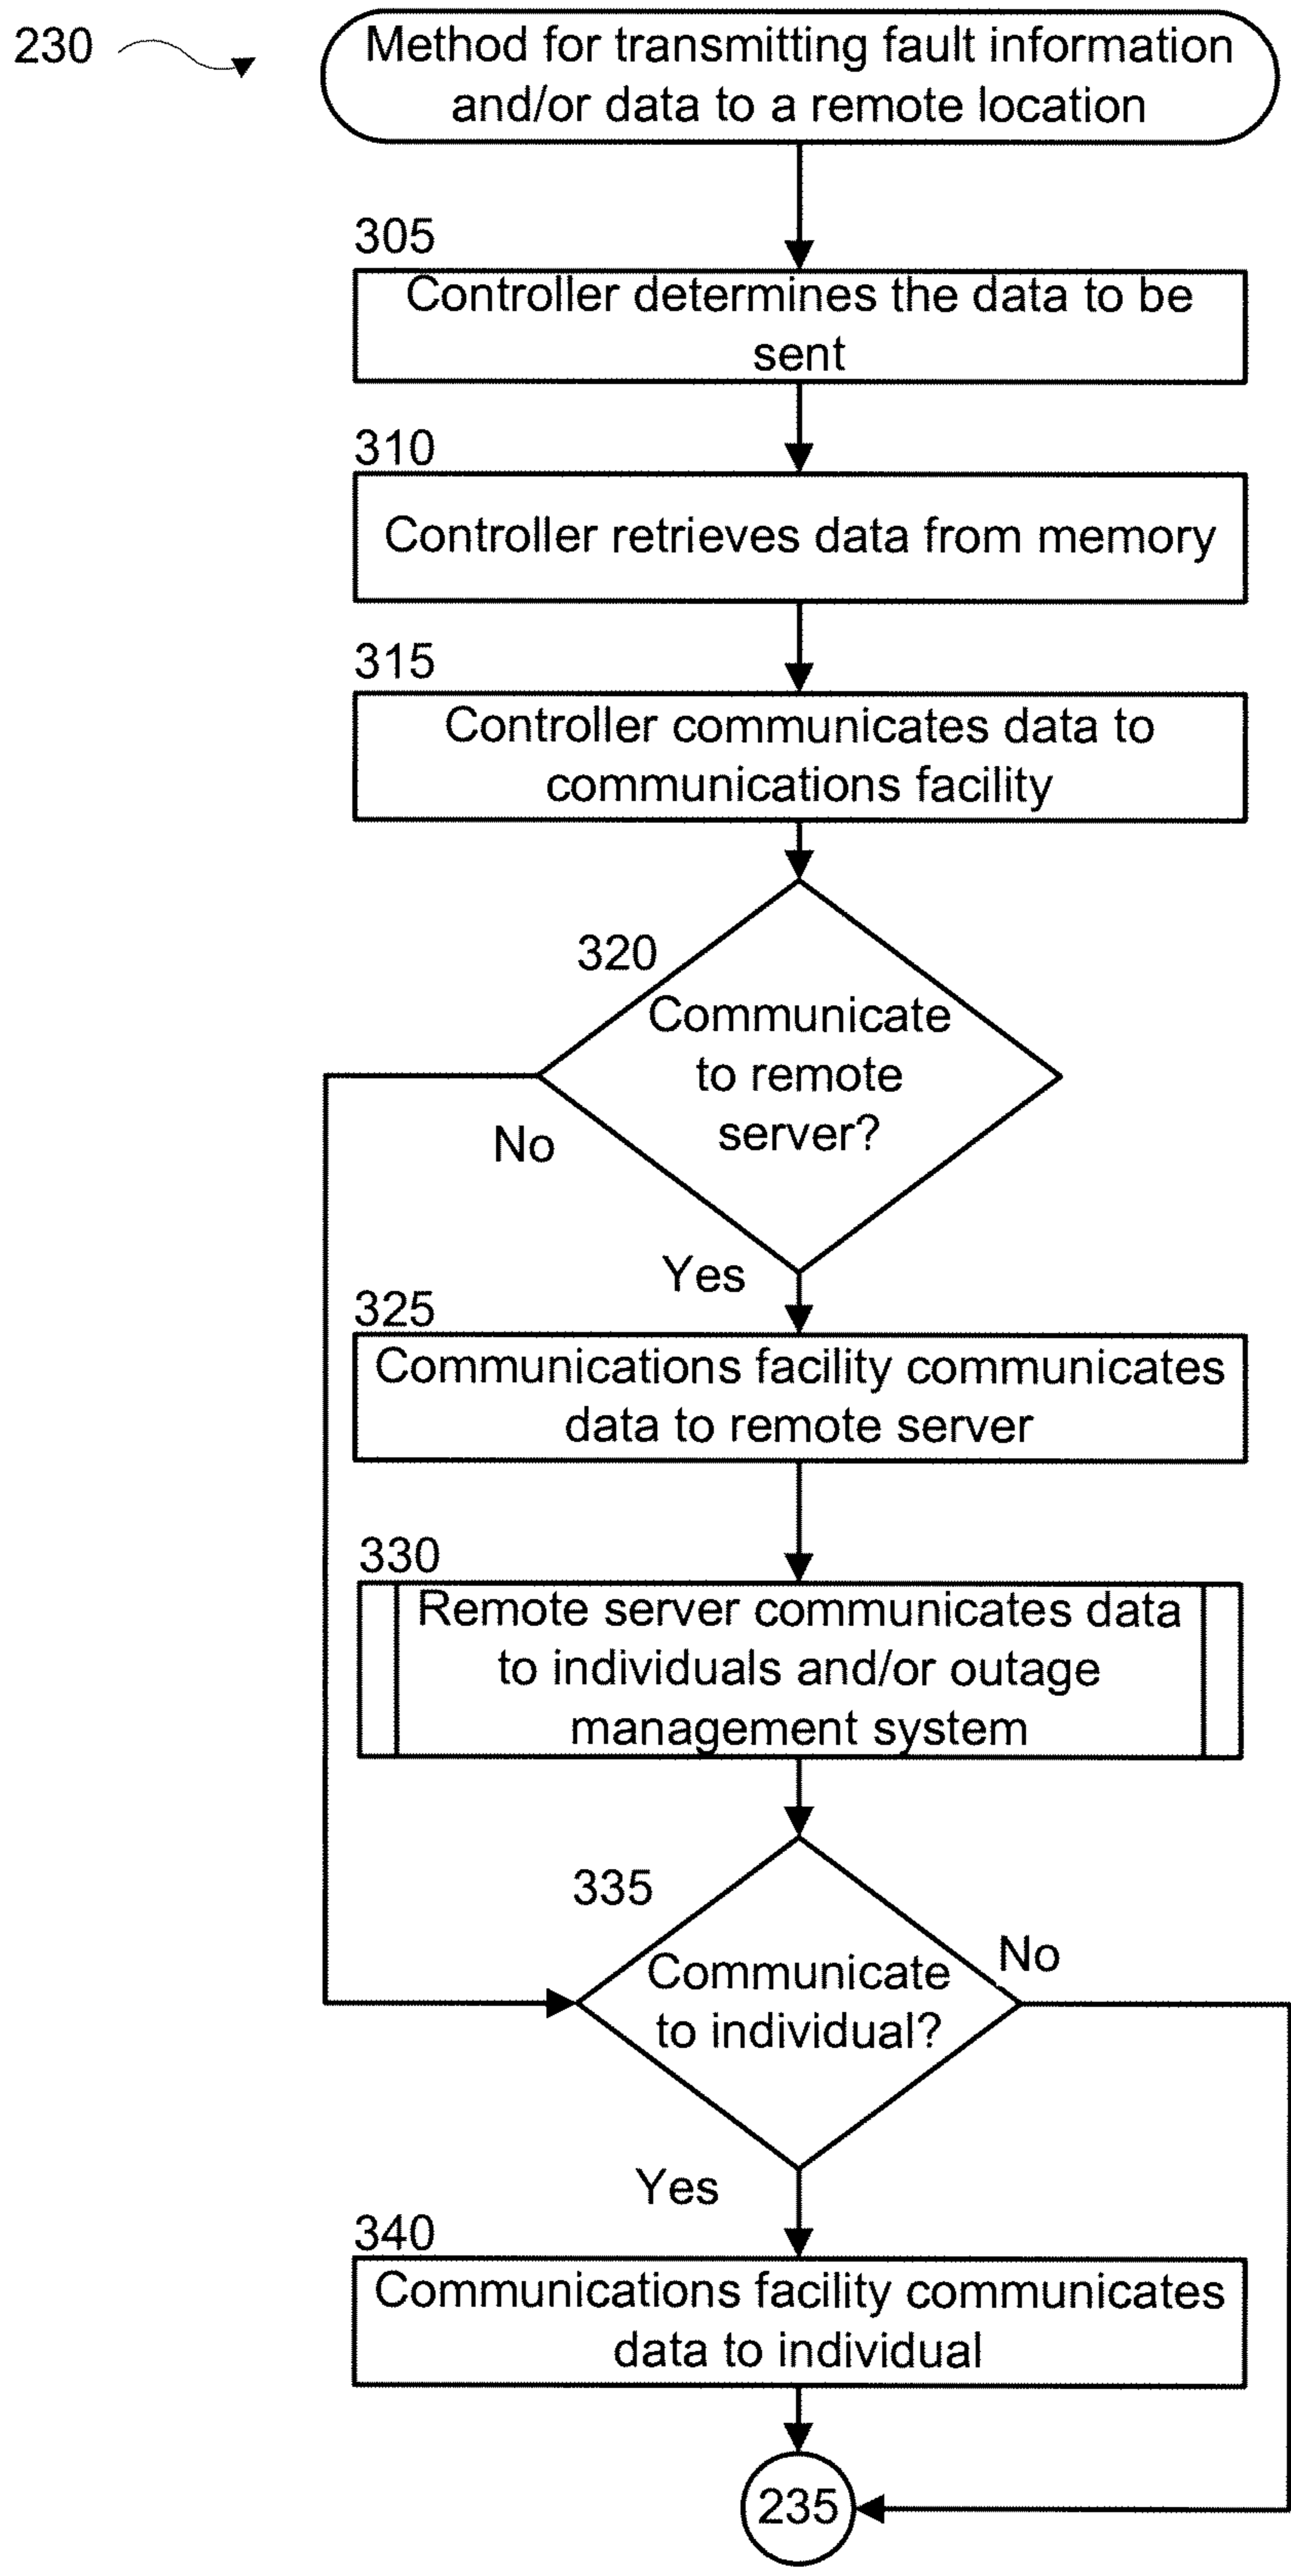 230
Method for transmitting fault information
and/or data to a remote location
305
Controller determines the data to be
sent
310
Controller retrieves data from memory
315
Controller communicates data to
communications facility
320
Communicate
to remote
server?
No
Yes
325
Communications facility communicates
data to remote server
330
Remote server communicates data
to individuals and/or outage
management system
335
No
Communicate
to individual?
Yes
340
Communications facility communicates
data to individual
235